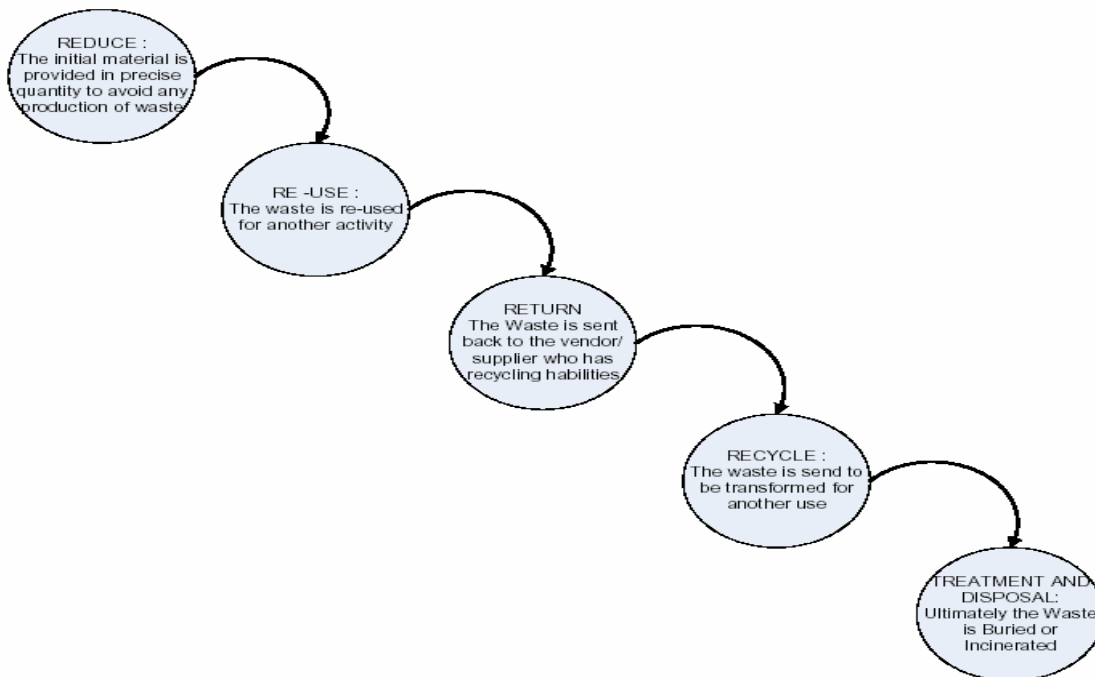 REDUCE :
The initial material is
provided in precise
quantity to avoid any
production of waste
RE -USE :
The waste is re-used
for another activity
RETURN
The Waste is sent
back to the vendor/
supplier who has
recycling habilities
RECYCLE :
The waste is send to
be transformed for
another use
TREATMENT AND
DISPOSAL:
Ultimately the Waste
is Buried or
Incinerated